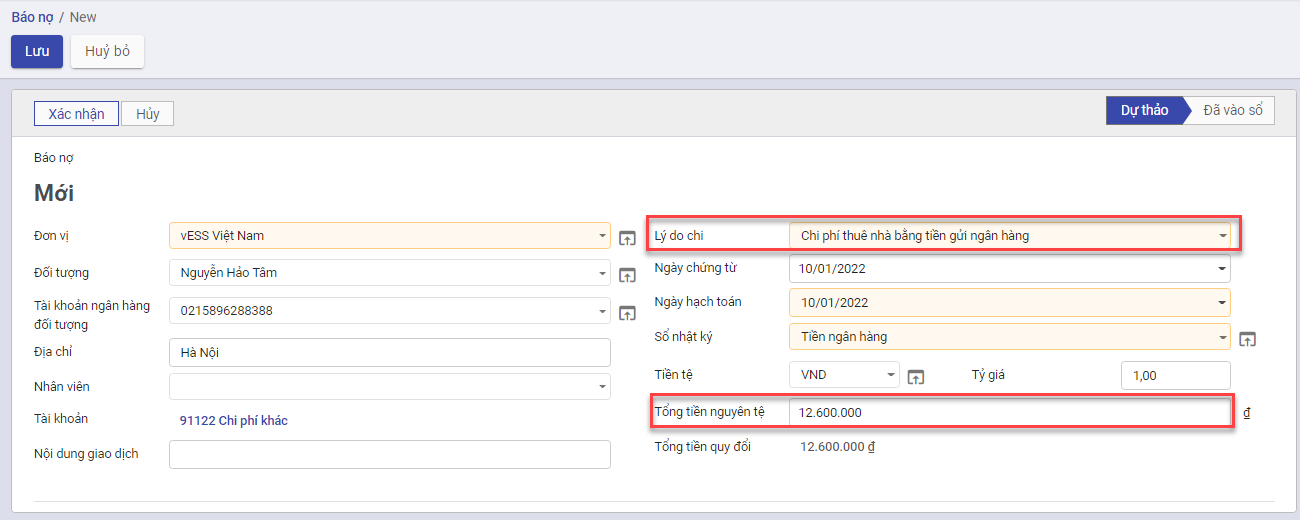 Báo nợ / New
Lưu Huỷ bỏ
Xác nhận Hủy Dự thảo Đã vào sổ
Báo nợ
Mới
Đơn vị vESS Việt Nam Lý do chi Chi phí thuê nhà bằng tiền gửi ngân hàng
Đối tượng Nguyễn Hảo Tâm Ngày chứng từ 10/01/2022
Tài khoản ngân hàng
đối tượng 0215896288388 Ngày hạch toán 10/01/2022
Địa chỉ Hà Nội Sổ nhật ký Tiền ngân hàng
Nhân viên Tiền tệ VND Tỷ giá 1,00
Tài khoản 91122 Chi phí khác Tổng tiền nguyên tệ 12.600.000 ₫
Nội dung giao dịch Tổng tiền quy đổi 12.600.000 ₫